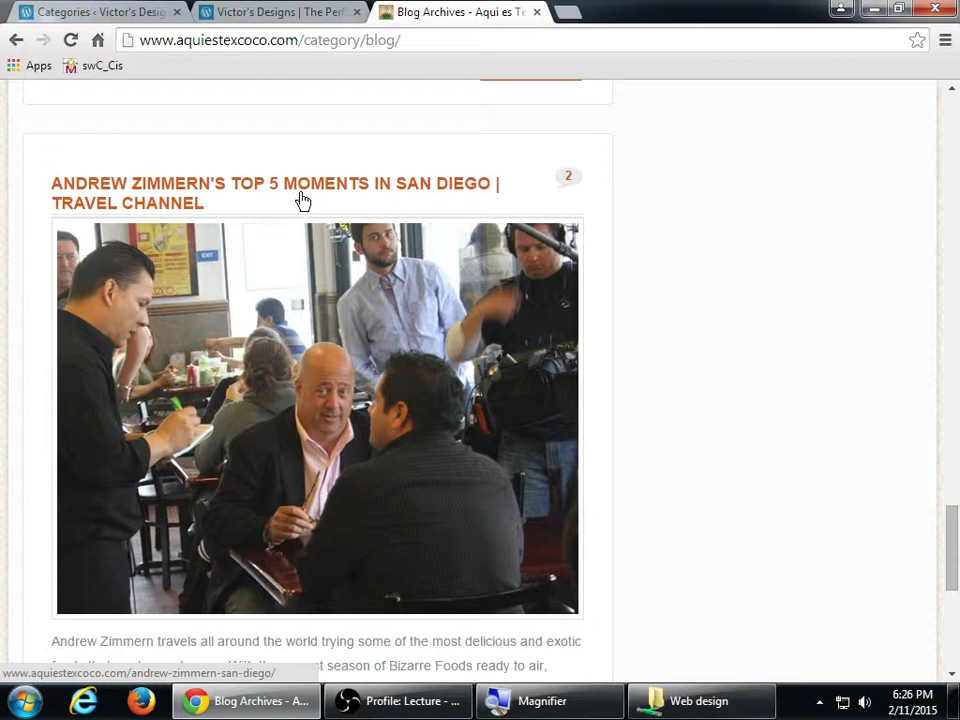 Categories ‹ Victor's Desig
Victor's Designs | The Perf
Blog Archives - Aqui es Te
www.aquiestexcoco.com/category/blog/
Apps
swC_Cis
ANDREW ZIMMERN'S TOP 5 MOMENTS IN SAN DIEGO |
TRAVEL CHANNEL
2
EXIT
Andrew Zimmern travels all around the world trying some of the most delicious and exotic
st season of Bizarre Foods ready to air,
www.aquiestexcoco.com/andrew-zimmern-san-diego/
Blog Archives - A...
Profile: Lecture - ...
Magnifier
Web design
6:26 PM
2/11/2015